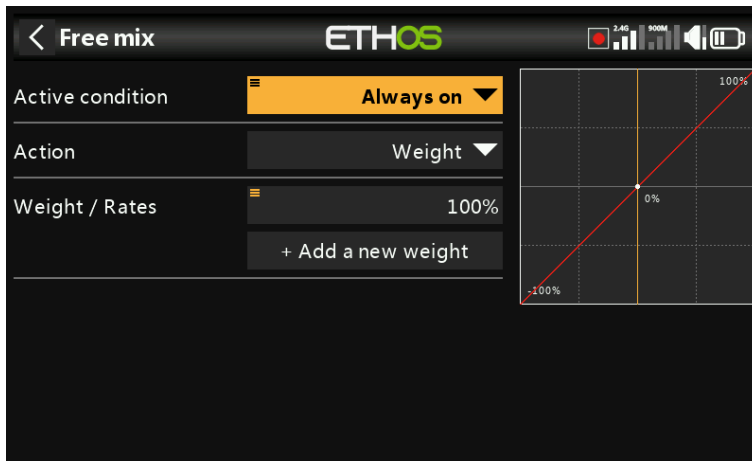 Free mix
ETHOS
2.4G
900M
Active condition
Always on
Action
Weight
Weight / Rates
100%
+ Add a new weight
100%
0%
-100%